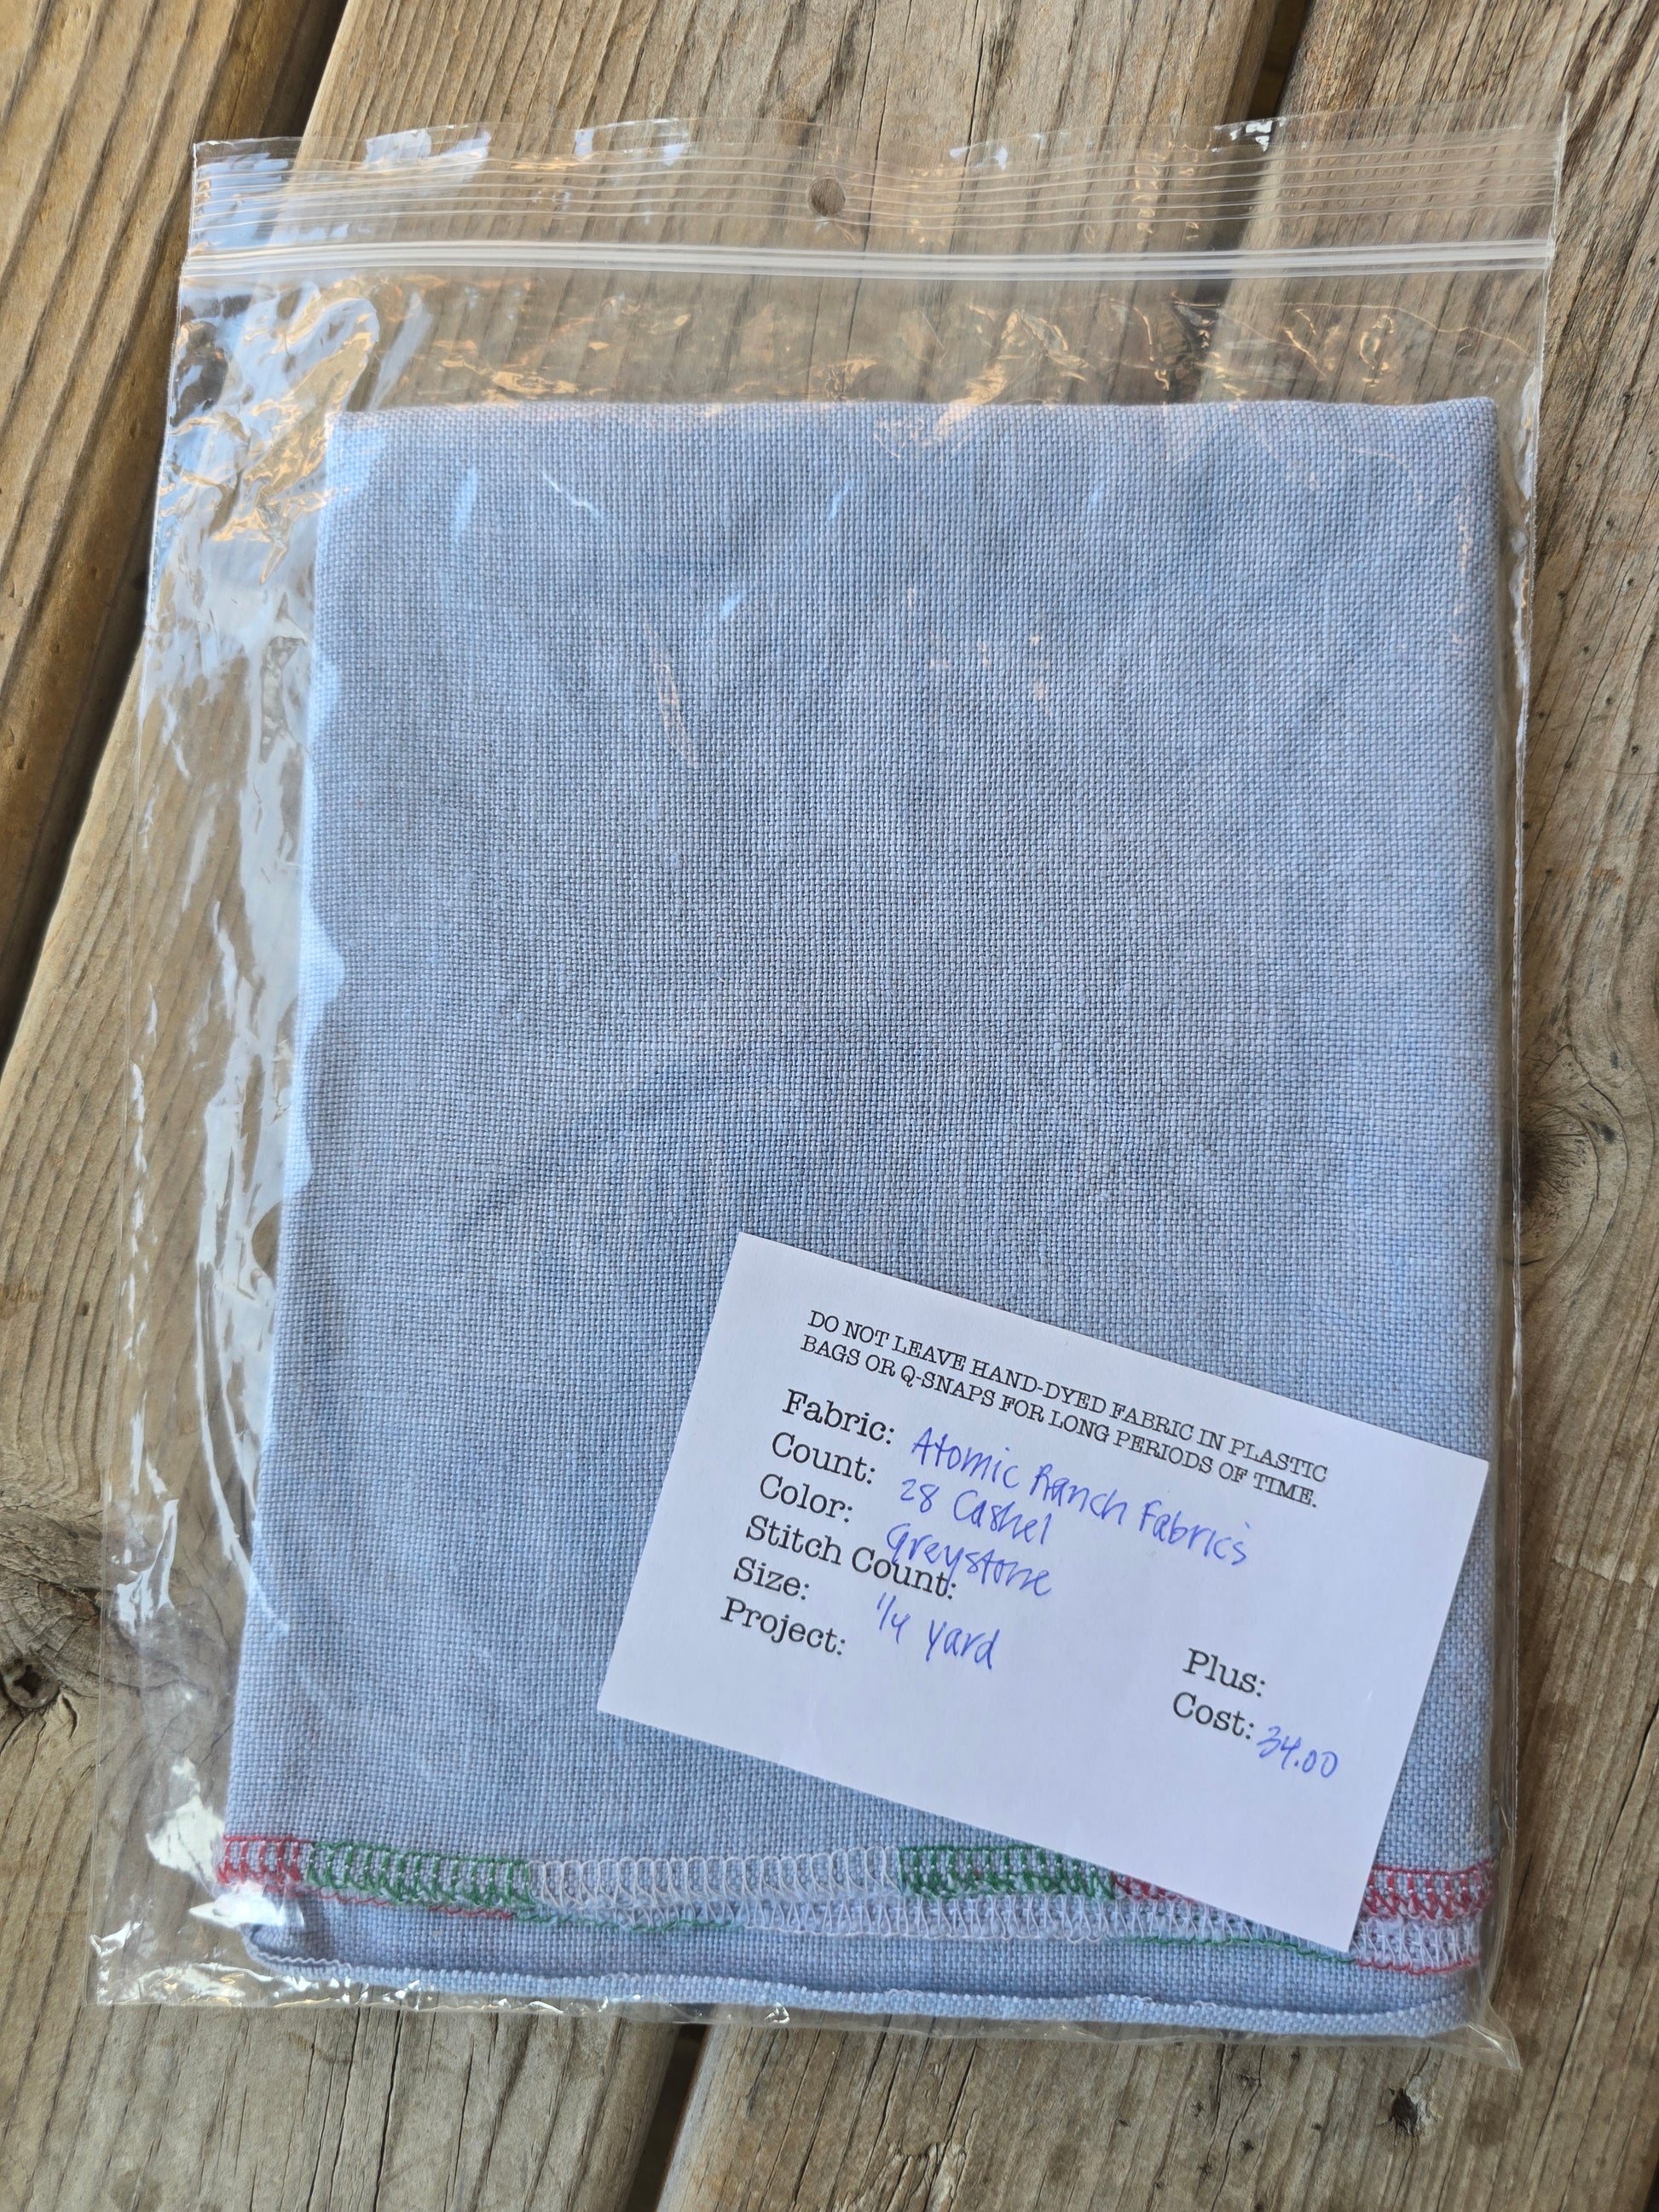 DO NOT LEAVE HAND-DYED FABRIC IN PLASTIC
BAGS OR Q-SNAPS FOR LONG PERIODS OF TIME.
Fabric: Atomic Ranch Fabrics
Count: 28 Cashel
Color: Greystone
Stitch Count:
Size: 1/4 yard
Project:
Plus:
Cost: 34.00